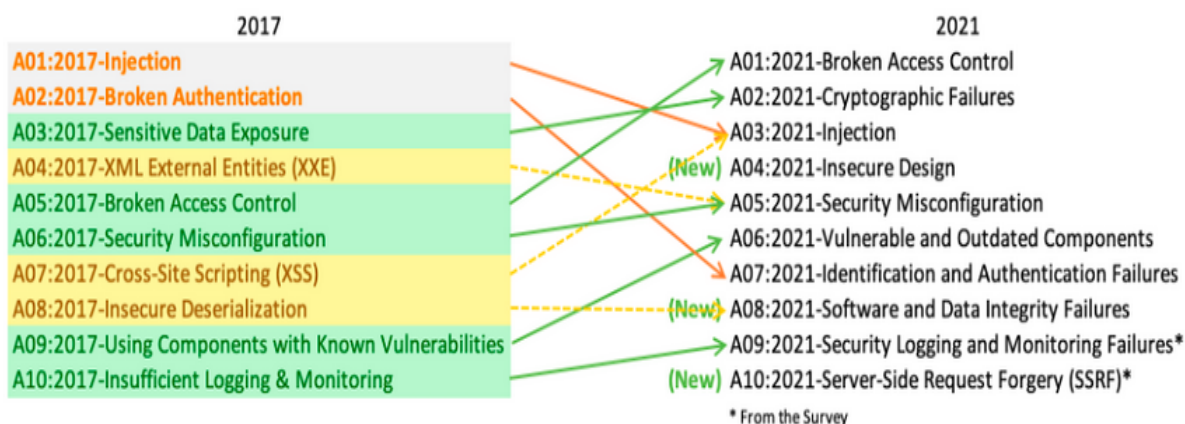 2017
A01:2017-Injection
A02:2017-Broken Authentication
A03:2017-Sensitive Data Exposure
A04:2017-XML External Entities (XXE)
A05:2017-Broken Access Control
A06:2017-Security Misconfiguration
A07:2017-Cross-Site Scripting (XSS)
A08:2017-Insecure Deserialization
A09:2017-Using Components with Known Vulnerabilities
A10:2017-Insufficient Logging & Monitoring
2021
A01:2021-Broken Access Control
A02:2021-Cryptographic Failures
A03:2021-Injection
(New) A04:2021-Insecure Design
A05:2021-Security Misconfiguration
A06:2021-Vulnerable and Outdated Components
A07:2021-Identification and Authentication Failures
(New) A08:2021-Software and Data Integrity Failures
A09:2021-Security Logging and Monitoring Failures*
(New) A10:2021-Server-Side Request Forgery (SSRF)*
* From the Survey